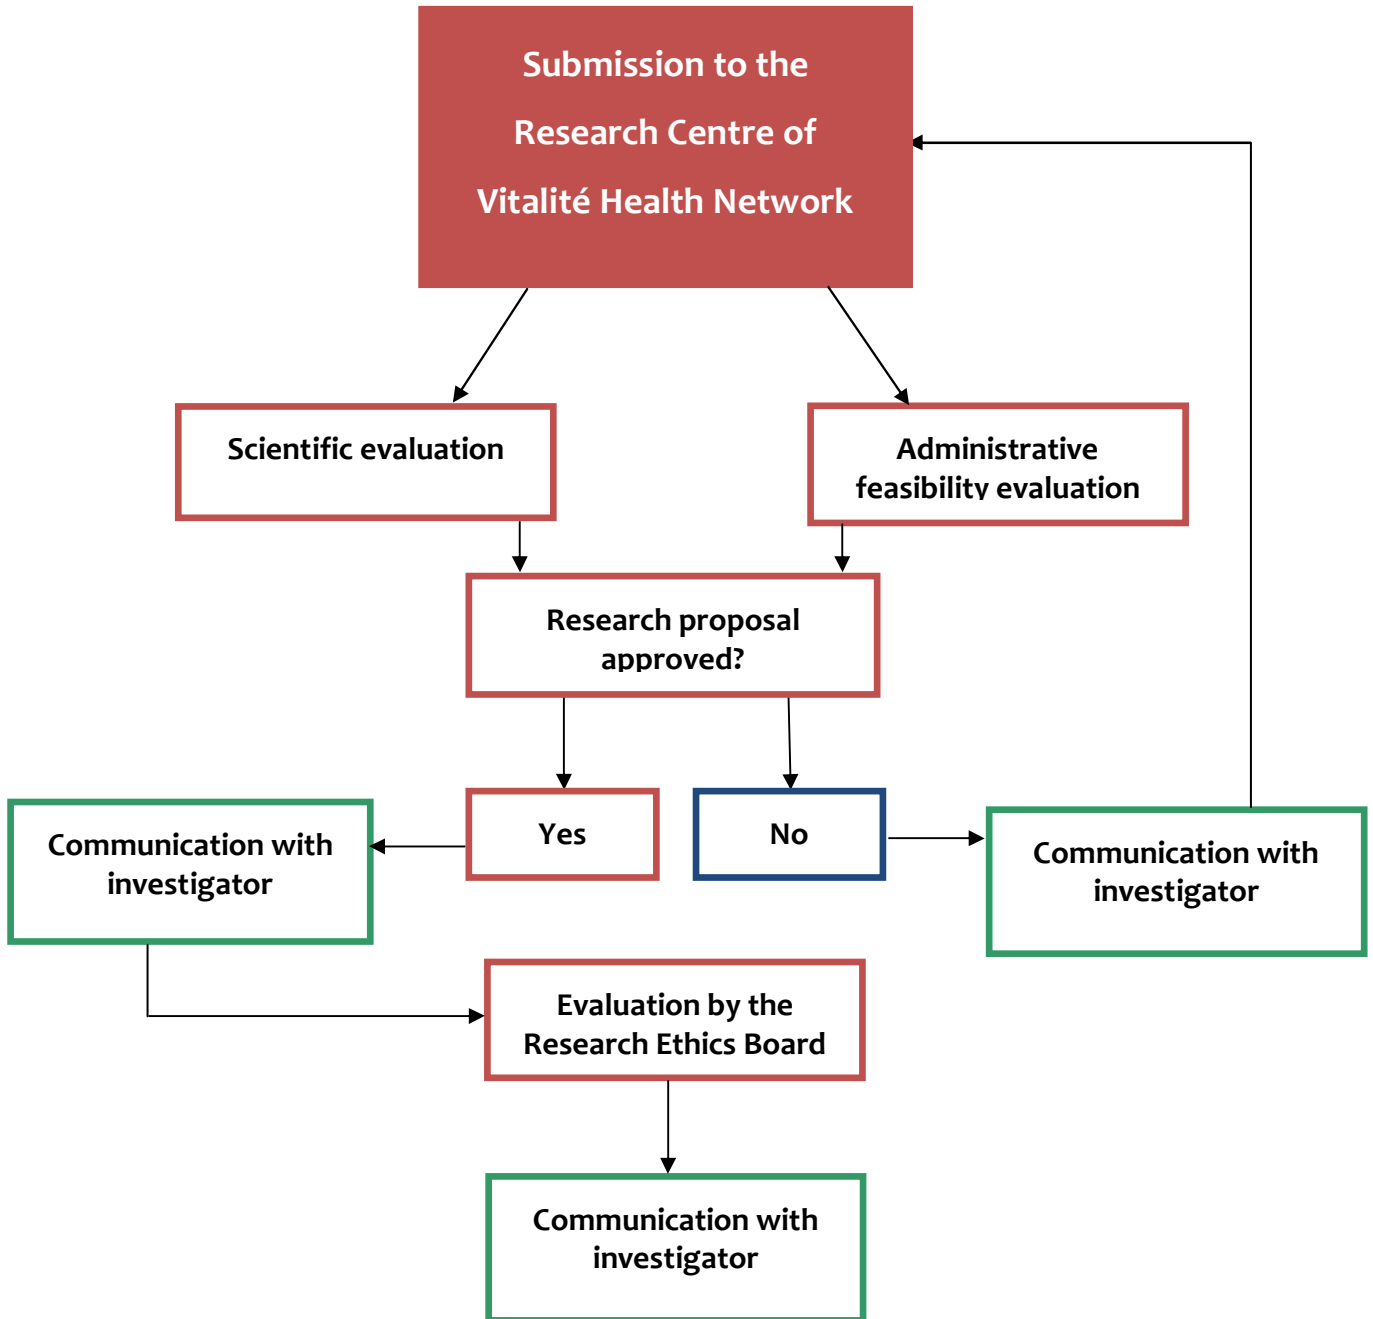 Submission to the
Research Centre of
Vitalité Health Network
Scientific evaluation
Administrative
feasibility evaluation
Research proposal
approved?
Yes
No
Communication with
investigator
Communication with
investigator
Evaluation by the
Research Ethics Board
Communication with
investigator